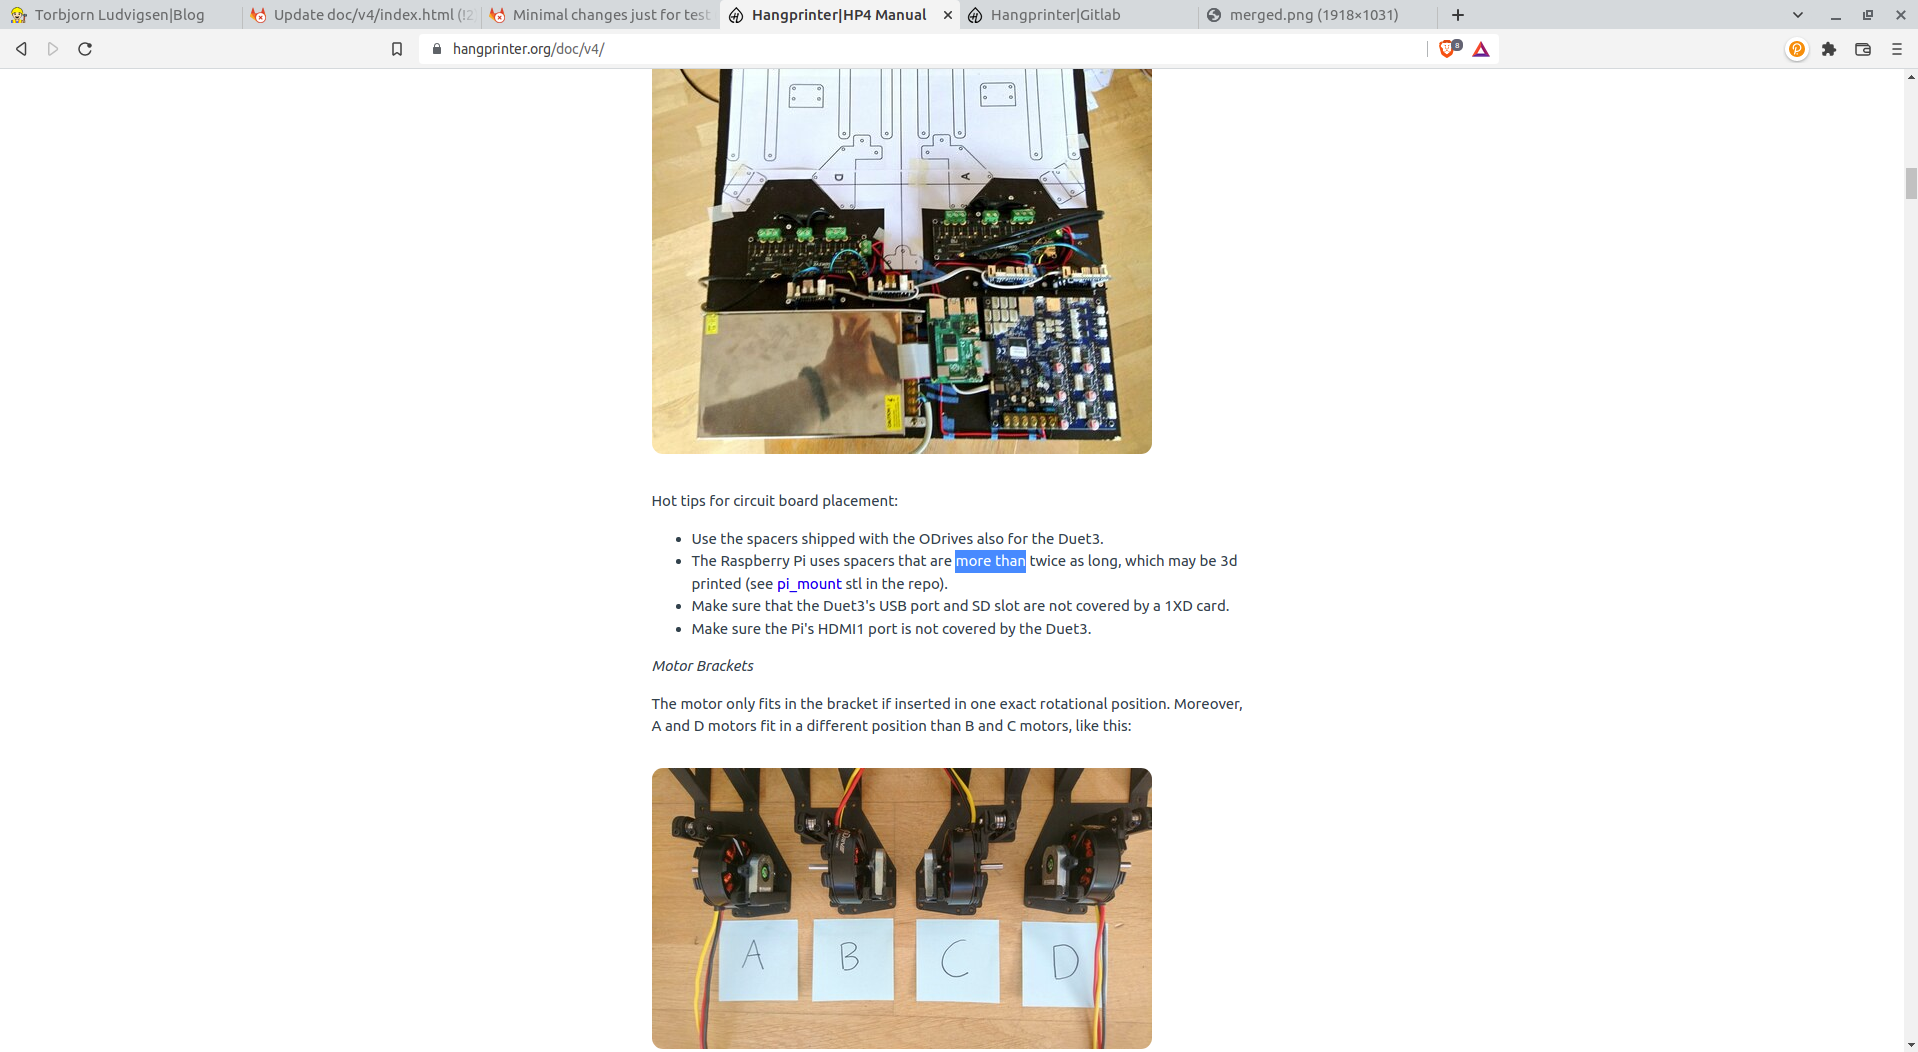 Torbjorn Ludvigsen|Blog
Update doc/v4/index.html (!2
Minimal changes just for test
Hangprinter|HP4 Manual
Hangprinter|Gitlab
merged.png (1918×1031)
hangprinter.org/doc/v4/
8
D A
Hot tips for circuit board placement:
• Use the spacers shipped with the ODrives also for the Duet3.
• The Raspberry Pi uses spacers that are more than twice as long, which may be 3d
printed (see pi_mount stl in the repo).
• Make sure that the Duet3's USB port and SD slot are not covered by a 1XD card.
• Make sure the Pi's HDMI1 port is not covered by the Duet3.
Motor Brackets
The motor only fits in the bracket if inserted in one exact rotational position. Moreover,
A and D motors fit in a different position than B and C motors, like this:
A B C D